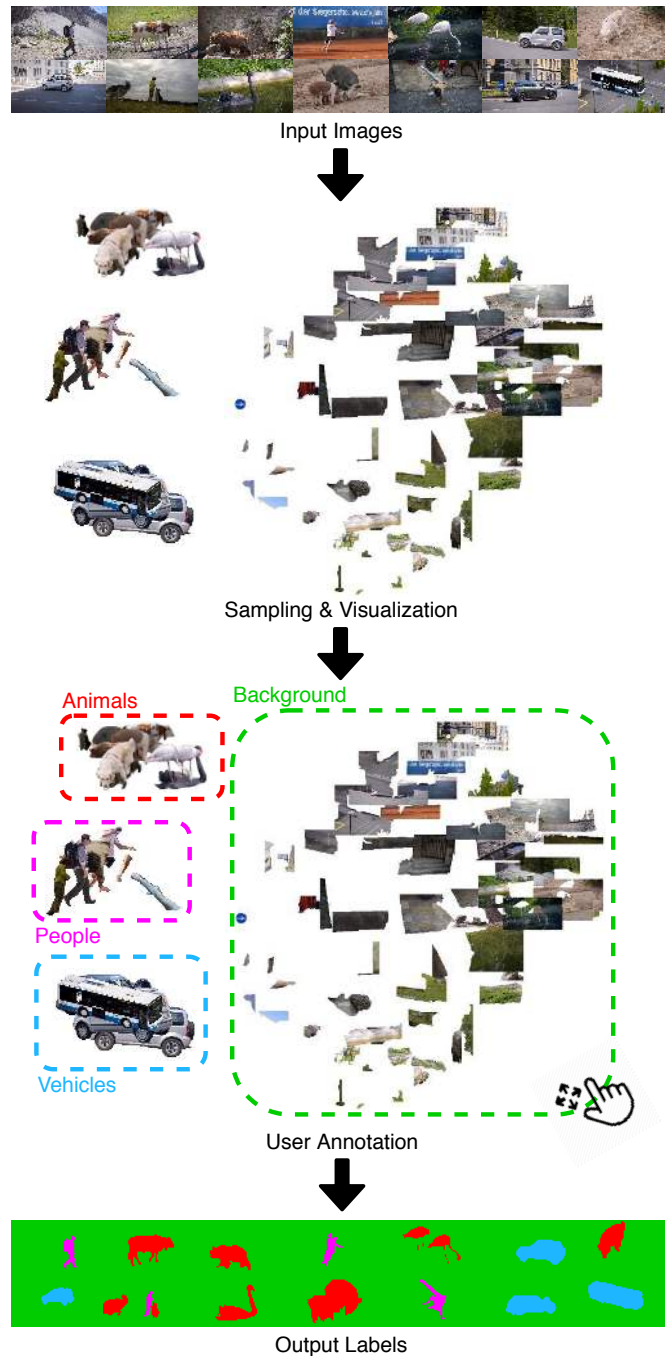 Input Images
Sampling & Visualization
Animals
Background
People
Vehicles
User Annotation
Output Labels